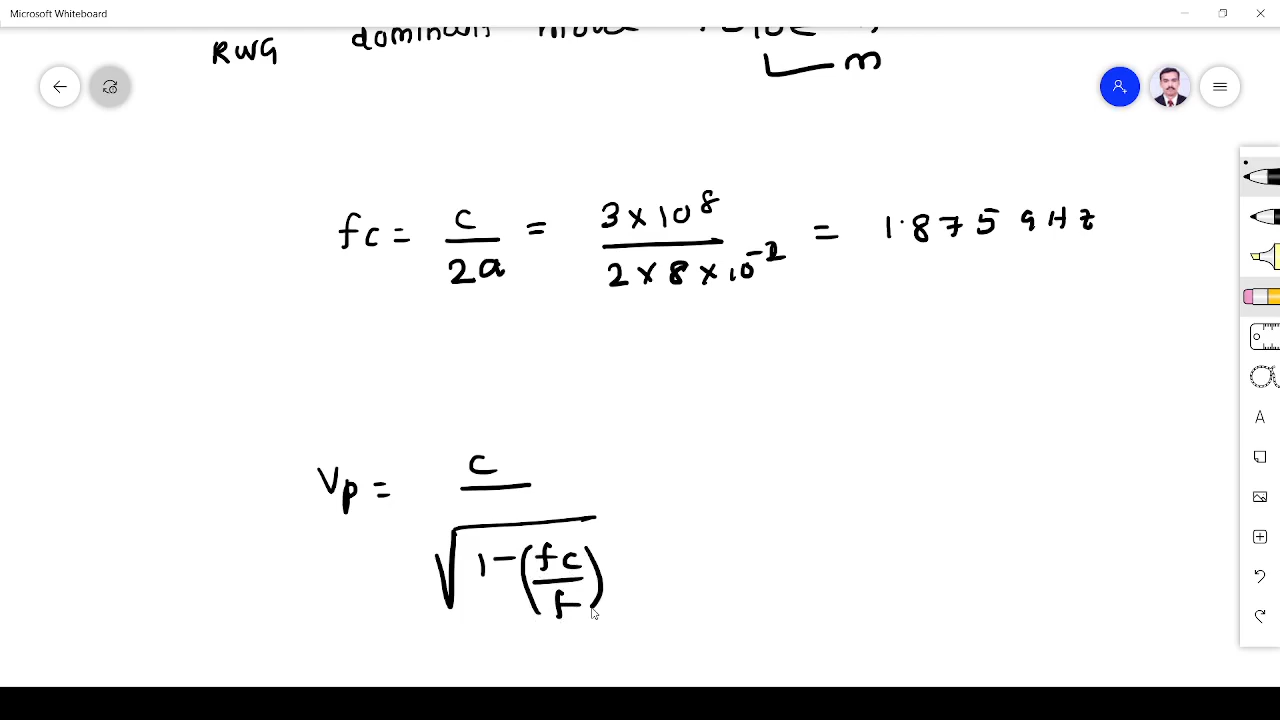 Microsoft Whiteboard
RWG dominant mode
m
fc = c / 2a = 3 × 10^8 / 2 × 8 × 10^-2 = 1.875 GHz
Vp = c / √1-(fc/f)
A